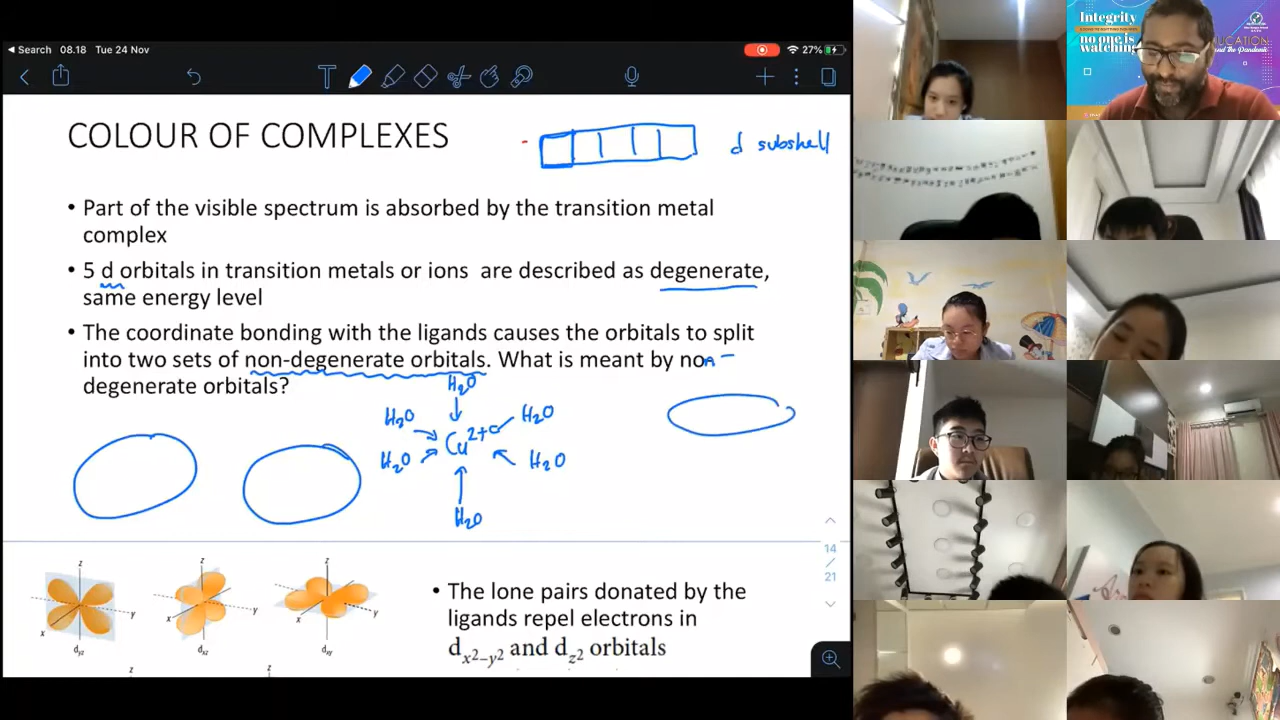 Search 08.18 Tue 24 Nov
27%
COLOUR OF COMPLEXES
d subshell
• Part of the visible spectrum is absorbed by the transition metal
complex
• 5 d orbitals in transition metals or ions are described as degenerate,
same energy level
• The coordinate bonding with the ligands causes the orbitals to split
into two sets of non-degenerate orbitals. What is meant by non-
degenerate orbitals?
H₂O
H₂O
H₂O
Cu²⁺
H₂O
H₂O
H₂O
14
/
21
z
z
z
y
y
y
x
x
x
dyz
dxz
dxy
z
z
• The lone pairs donated by the
ligands repel electrons in
dx²−y² and dz² orbitals
Integrity
no one is
watching
EDUCATION
and the Pandemic